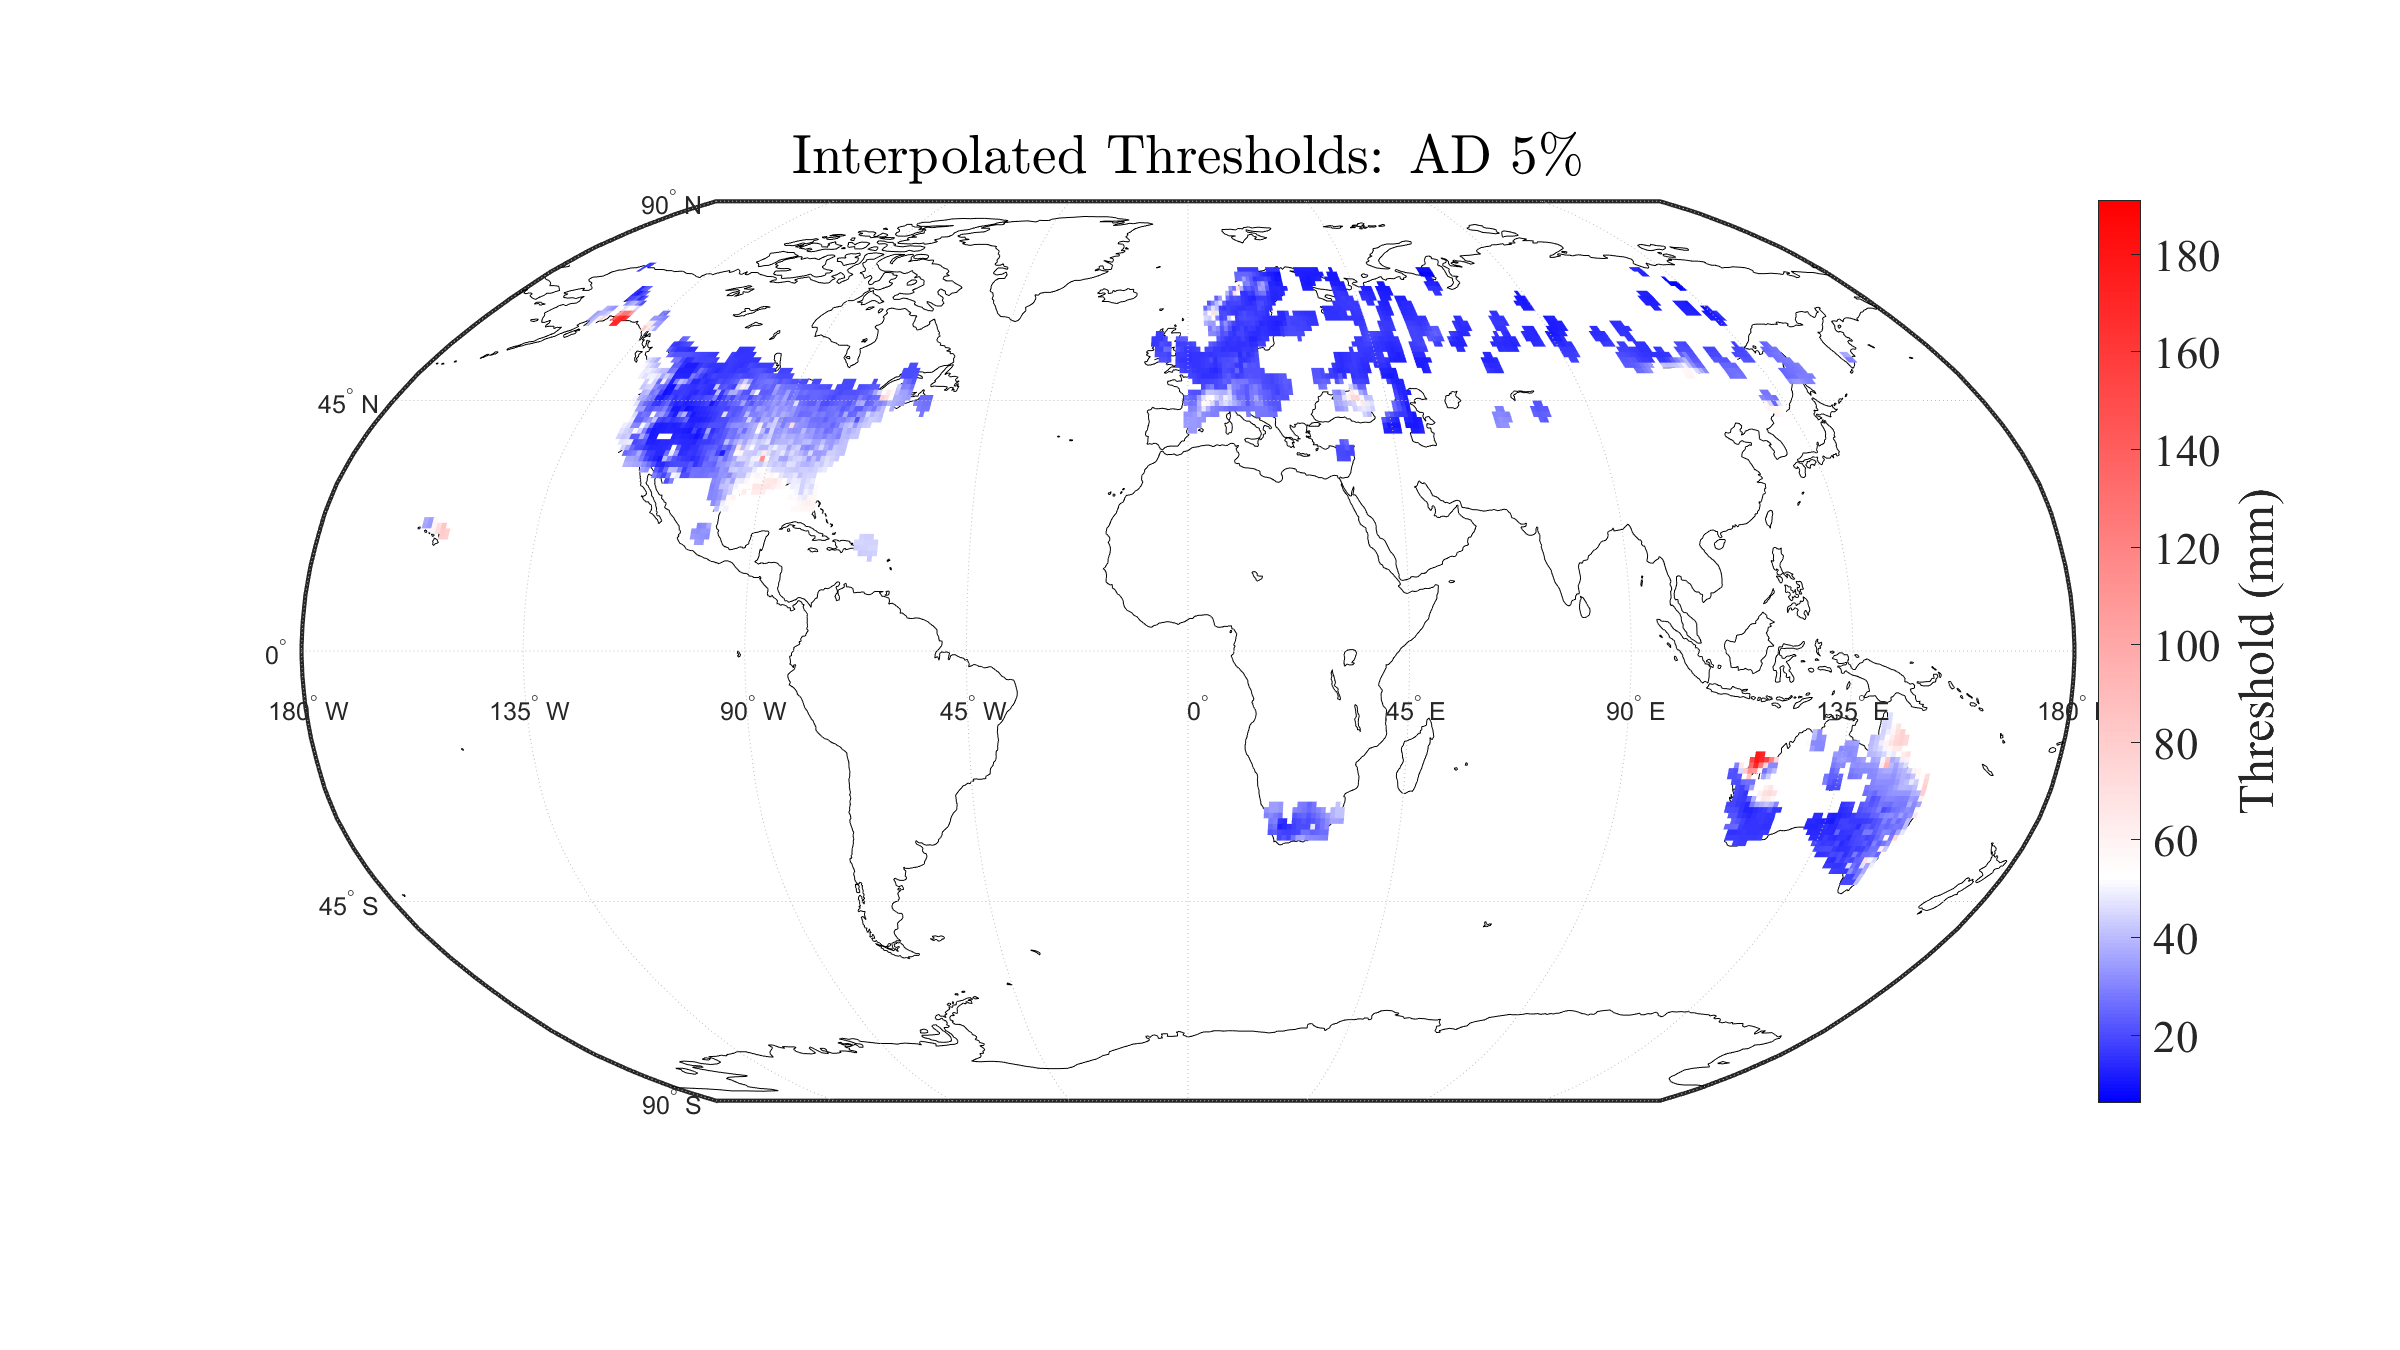 Interpolated Thresholds: AD 5%
90° N
45° N
0°
180° W
135° W
90° W
45° W
0°
45° E
90° E
135° E
180°
45° S
90° S
180
160
140
120
100
80
60
40
20
Threshold (mm)